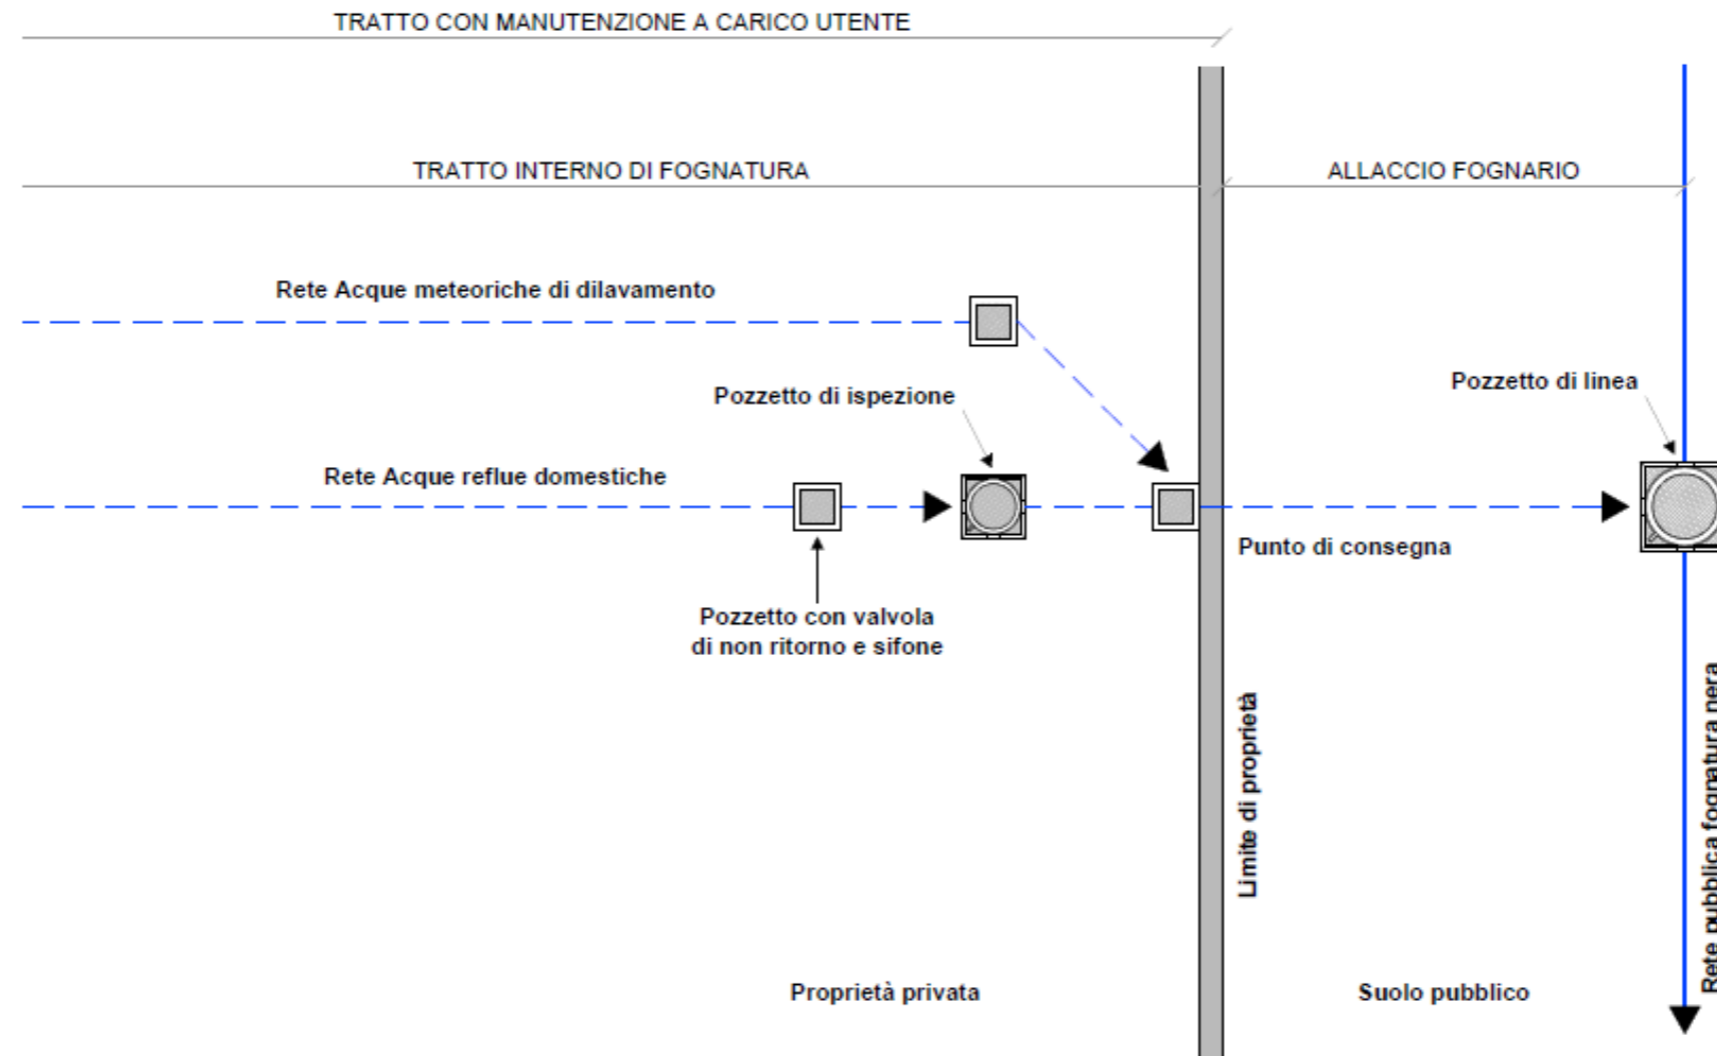 TRATTO CON MANUTENZIONE A CARICO UTENTE
TRATTO INTERNO DI FOGNATURA
ALLACCIO FOGNARIO
Rete Acque meteoriche di dilavamento
Pozzetto di ispezione
Pozzetto di linea
Rete Acque reflue domestiche
Punto di consegna
Pozzetto con valvola
di non ritorno e sifone
Limite di proprietà
Rete pubblica fognatura nera
Proprietà privata
Suolo pubblico